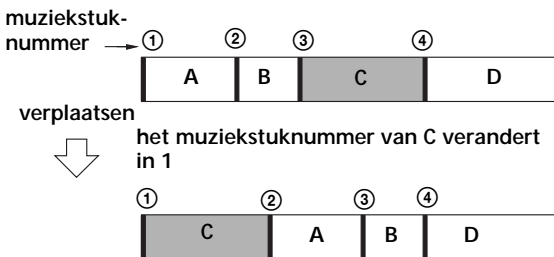 muziekstuk-
nummer
① ② ③ ④
A B C D
verplaatsen
het muziekstuknummer van C verandert
in 1
① ② ③ ④
C A B D